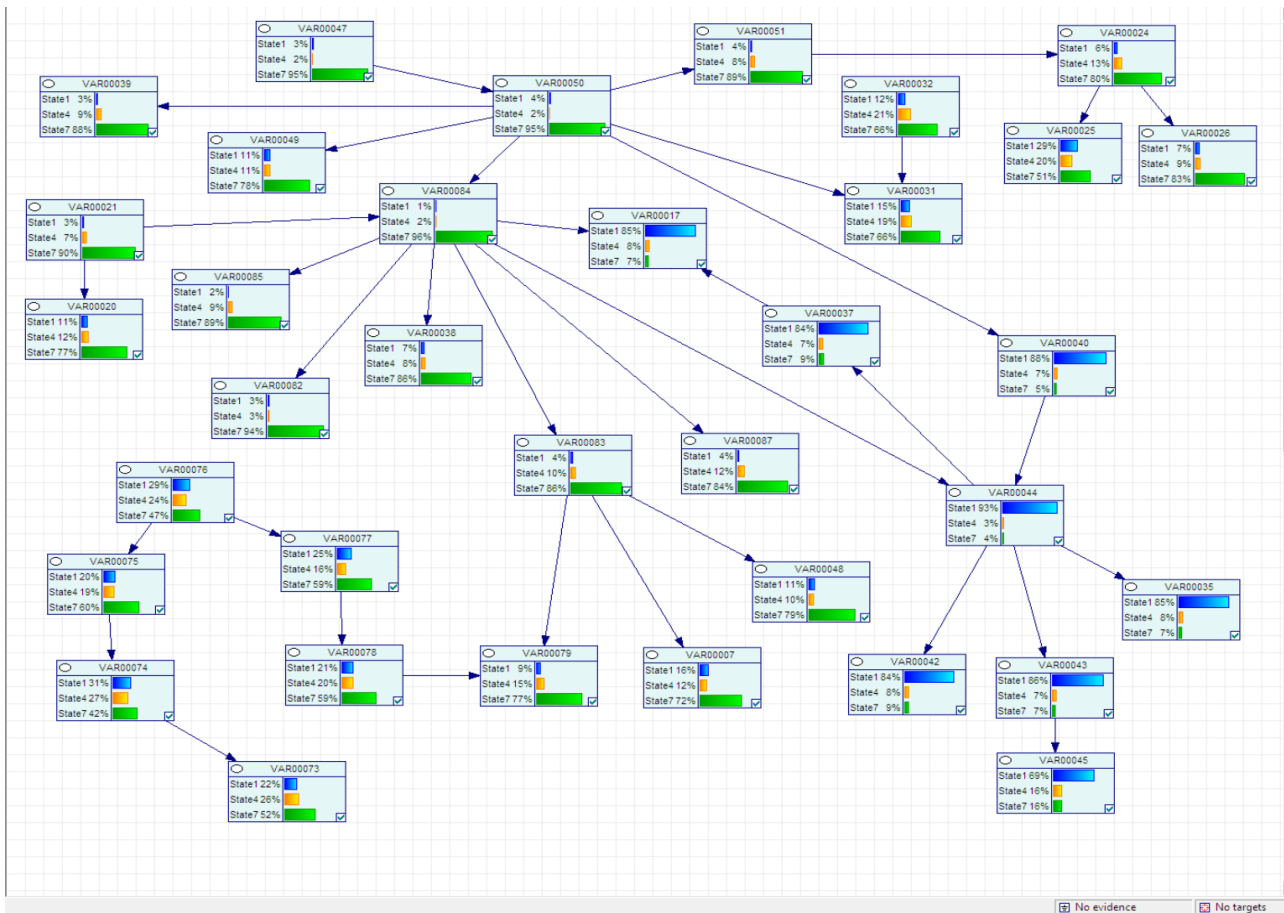 VAR00047
State1 3%
State4 2%
State7 95%
VAR00051
State1 4%
State4 8%
State7 89%
VAR00024
State1 6%
State4 13%
State7 80%
VAR00039
State1 3%
State4 9%
State7 88%
VAR00050
State1 4%
State4 2%
State7 95%
VAR00032
State1 12%
State4 21%
State7 66%
VAR00049
State1 11%
State4 11%
State7 78%
VAR00025
State1 29%
State4 20%
State7 51%
VAR00026
State1 7%
State4 9%
State7 83%
VAR00084
State1 1%
State4 2%
State7 96%
VAR00031
State1 15%
State4 19%
State7 66%
VAR00021
State1 3%
State4 7%
State7 90%
VAR00017
State1 85%
State4 8%
State7 7%
VAR00085
State1 2%
State4 9%
State7 89%
VAR00020
State1 11%
State4 12%
State7 77%
VAR00038
State1 7%
State4 8%
State7 86%
VAR00037
State1 84%
State4 7%
State7 9%
VAR00040
State1 88%
State4 7%
State7 5%
VAR00082
State1 3%
State4 3%
State7 94%
VAR00083
State1 4%
State4 10%
State7 86%
VAR00087
State1 4%
State4 12%
State7 84%
VAR00076
State1 29%
State4 24%
State7 47%
VAR00044
State1 93%
State4 3%
State7 4%
VAR00077
State1 25%
State4 16%
State7 59%
VAR00075
State1 20%
State4 19%
State7 60%
VAR00048
State1 11%
State4 10%
State7 79%
VAR00035
State1 85%
State4 8%
State7 7%
VAR00078
State1 21%
State4 20%
State7 59%
VAR00079
State1 9%
State4 15%
State7 77%
VAR00007
State1 16%
State4 12%
State7 72%
VAR00042
State1 84%
State4 8%
State7 9%
VAR00043
State1 86%
State4 7%
State7 7%
VAR00074
State1 31%
State4 27%
State7 42%
VAR00073
State1 22%
State4 26%
State7 52%
VAR00045
State1 69%
State4 16%
State7 16%
No evidence
No targets